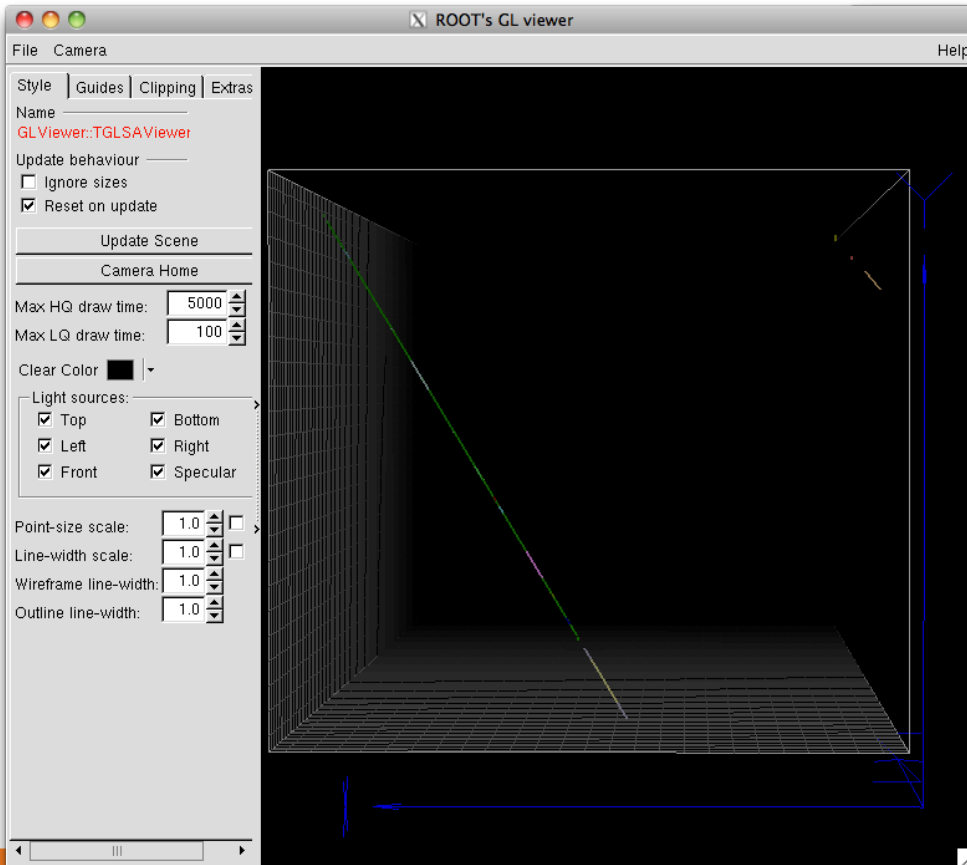 X ROOT's GL viewer
File Camera Help
Style Guides Clipping Extras
Name
GLViewer::TGLSAViewer
Update behaviour
Ignore sizes
Reset on update
Update Scene
Camera Home
Max HQ draw time: 5000
Max LQ draw time: 100
Clear Color
Light sources:
Top Bottom
Left Right
Front Specular
Point-size scale: 1.0
Line-width scale: 1.0
Wireframe line-width: 1.0
Outline line-width: 1.0